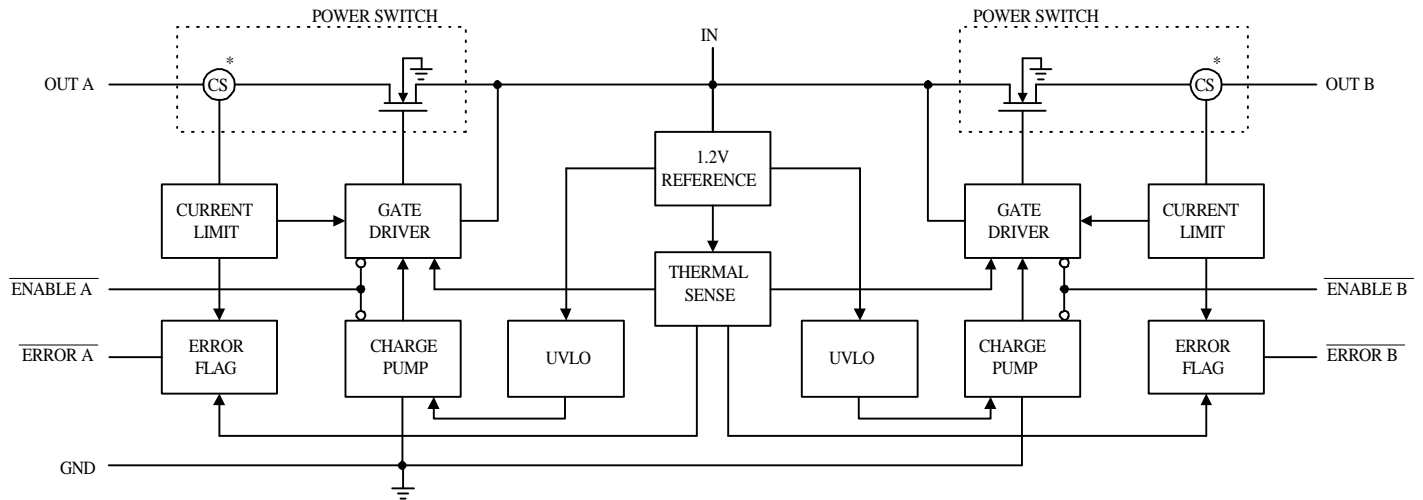 POWER SWITCH
POWER SWITCH
IN
*
*
OUT A
CS
CS
OUT B
1.2V
REFERENCE
CURRENT
LIMIT
GATE
DRIVER
GATE
DRIVER
CURRENT
LIMIT
THERMAL
SENSE
ENABLE A
ENABLE B
ERROR A
ERROR
FLAG
CHARGE
PUMP
UVLO
UVLO
CHARGE
PUMP
ERROR
FLAG
ERROR B
GND